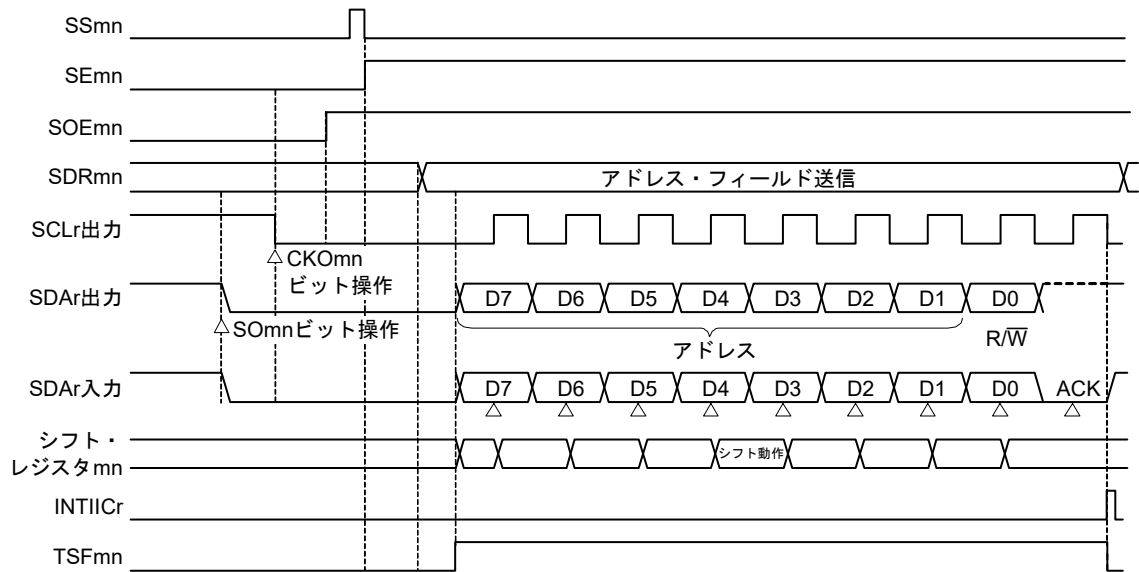 SSmn
SEmn
SOEmn
SDRmn
アドレス・フィールド送信
SCLr出力
CKOmn
ビット操作
SDAr出力
D7 D6 D5 D4 D3 D2 D1 D0
SOmnビット操作
アドレス
R/W
SDAr入力
D7 D6 D5 D4 D3 D2 D1 D0 ACK
シフト・
レジスタmn
シフト動作
INTIICr
TSFmn